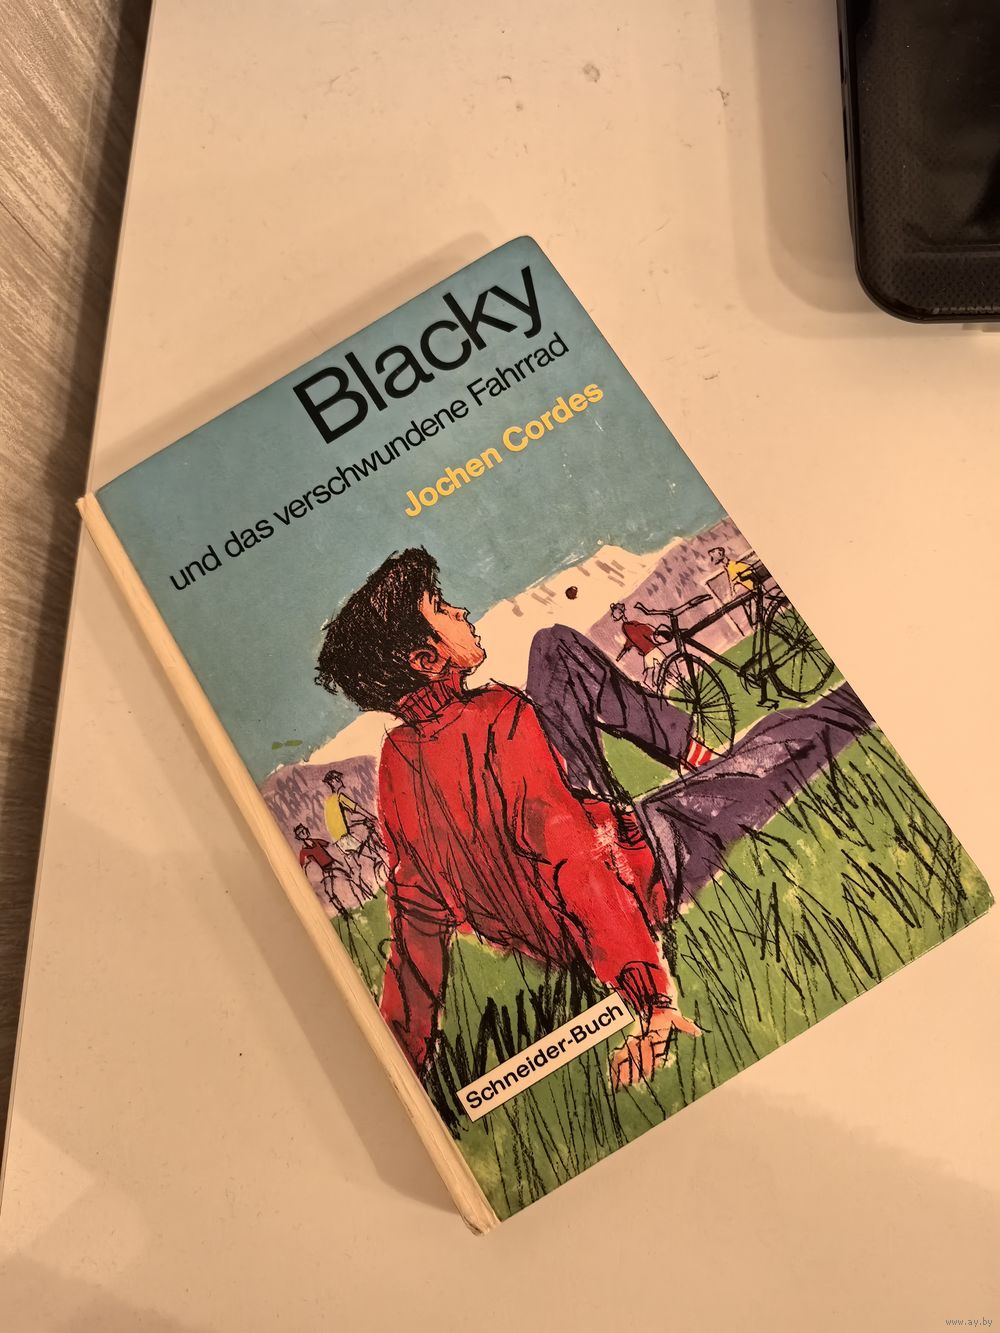 Blacky
und das verschwundene Fahrrad
Jochen Cordes
Schneider-Buch
www.ay.by